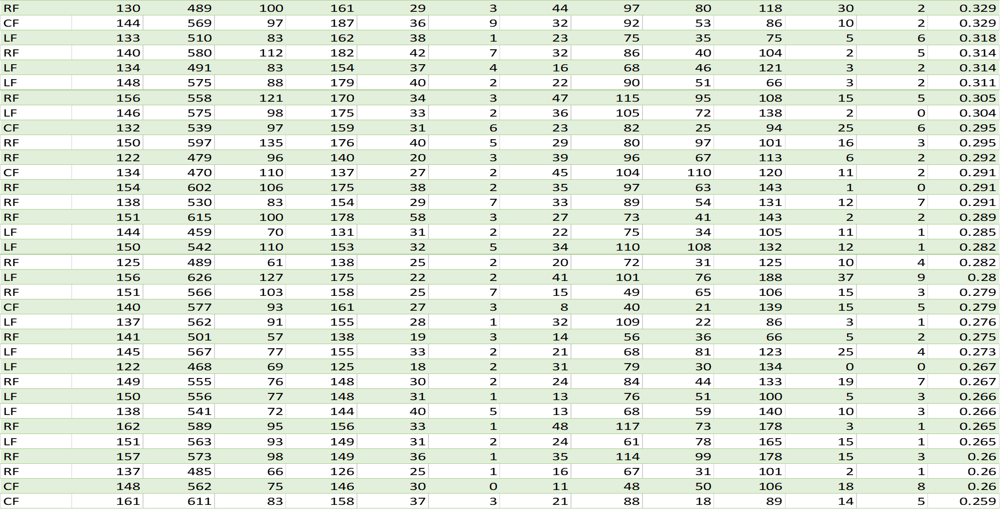 RF 130 489 100 161 29 3 44 97 80 118 30 2 0.329
CF 144 569 97 187 36 9 32 92 53 86 10 2 0.329
LF 133 510 83 162 38 1 23 75 35 75 5 6 0.318
RF 140 580 112 182 42 7 32 86 40 104 2 5 0.314
LF 134 491 83 154 37 4 16 68 46 121 3 2 0.314
LF 148 575 88 179 40 2 22 90 51 66 3 2 0.311
RF 156 558 121 170 34 3 47 115 95 108 15 5 0.305
LF 146 575 98 175 33 2 36 105 72 138 2 0 0.304
CF 132 539 97 159 31 6 23 82 25 94 25 6 0.295
RF 150 597 135 176 40 5 29 80 97 101 16 3 0.295
RF 122 479 96 140 20 3 39 96 67 113 6 2 0.292
CF 134 470 110 137 27 2 45 104 110 120 11 2 0.291
RF 154 602 106 175 38 2 35 97 63 143 1 0 0.291
RF 138 530 83 154 29 7 33 89 54 131 12 7 0.291
RF 151 615 100 178 58 3 27 73 41 143 2 2 0.289
LF 144 459 70 131 31 2 22 75 34 105 11 1 0.285
LF 150 542 110 153 32 5 34 110 108 132 12 1 0.282
RF 125 489 61 138 25 2 20 72 31 125 10 4 0.282
LF 156 626 127 175 22 2 41 101 76 188 37 9 0.28
RF 151 566 103 158 25 7 15 49 65 106 15 3 0.279
CF 140 577 93 161 27 3 8 40 21 139 15 5 0.279
LF 137 562 91 155 28 1 32 109 22 86 3 1 0.276
RF 141 501 57 138 19 3 14 56 36 66 5 2 0.275
LF 145 567 77 155 33 2 21 68 81 123 25 4 0.273
LF 122 468 69 125 18 2 31 79 30 134 0 0 0.267
RF 149 555 76 148 30 2 24 84 44 133 19 7 0.267
LF 150 556 77 148 31 1 13 76 51 100 5 3 0.266
LF 138 541 72 144 40 5 13 68 59 140 10 3 0.266
RF 162 589 95 156 33 1 48 117 73 178 3 1 0.265
LF 151 563 93 149 31 2 24 61 78 165 15 1 0.265
RF 157 573 98 149 36 1 35 114 99 178 15 3 0.26
RF 137 485 66 126 25 1 16 67 31 101 2 1 0.26
CF 148 562 75 146 30 0 11 48 50 106 18 8 0.26
CF 161 611 83 158 37 3 21 88 18 89 14 5 0.259